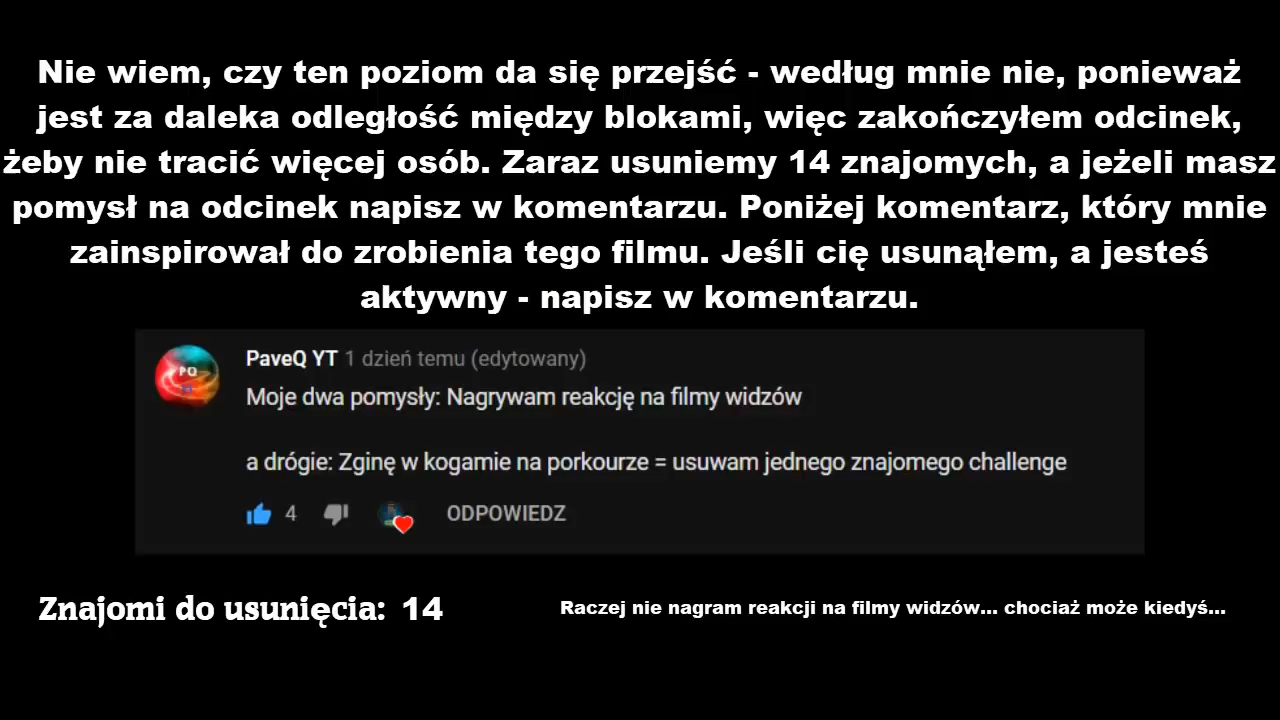 Nie wiem, czy ten poziom da się przejść - według mnie nie, ponieważ
jest za daleka odległość między blokami, więc zakończyłem odcinek,
żeby nie tracić więcej osób. Zaraz usuniemy 14 znajomych, a jeżeli masz
pomysł na odcinek napisz w komentarzu. Poniżej komentarz, który mnie
zainspirował do zrobienia tego filmu. Jeśli cię usunąłem, a jesteś
aktywny - napisz w komentarzu.
PQ
PaveQ YT 1 dzień temu (edytowany)
Moje dwa pomysły: Nagrywam reakcję na filmy widzów
a drógie: Zginę w kogamie na porkourze = usuwam jednego znajomego challenge
4 ODPOWIEDZ
Znajomi do usunięcia: 14
Raczej nie nagram reakcji na filmy widzów... chociaż może kiedyś...